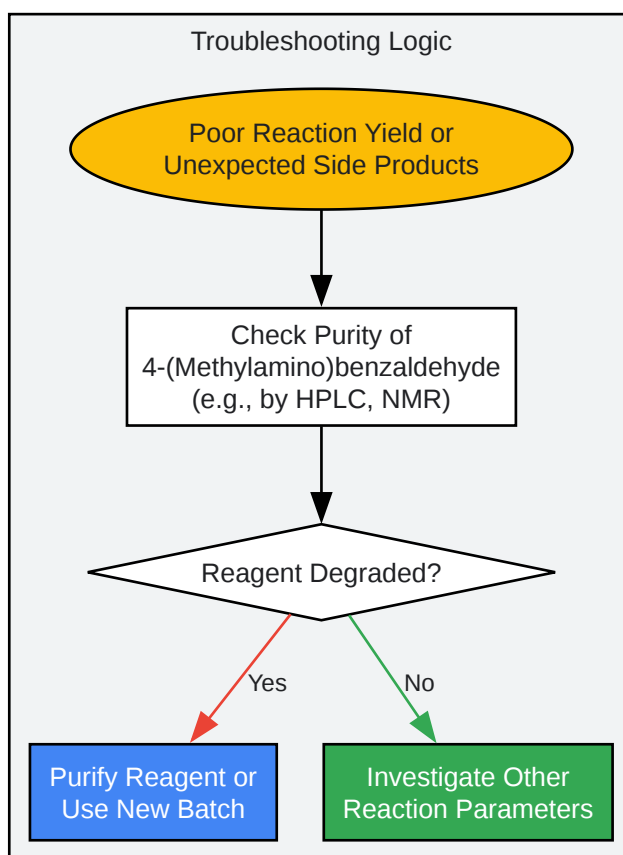 Troubleshooting Logic
Poor Reaction Yield or
Unexpected Side Products
Check Purity of
4-(Methylamino)benzaldehyde
(e.g., by HPLC, NMR)
Reagent Degraded?
Yes
No
Purify Reagent or
Use New Batch
Investigate Other
Reaction Parameters